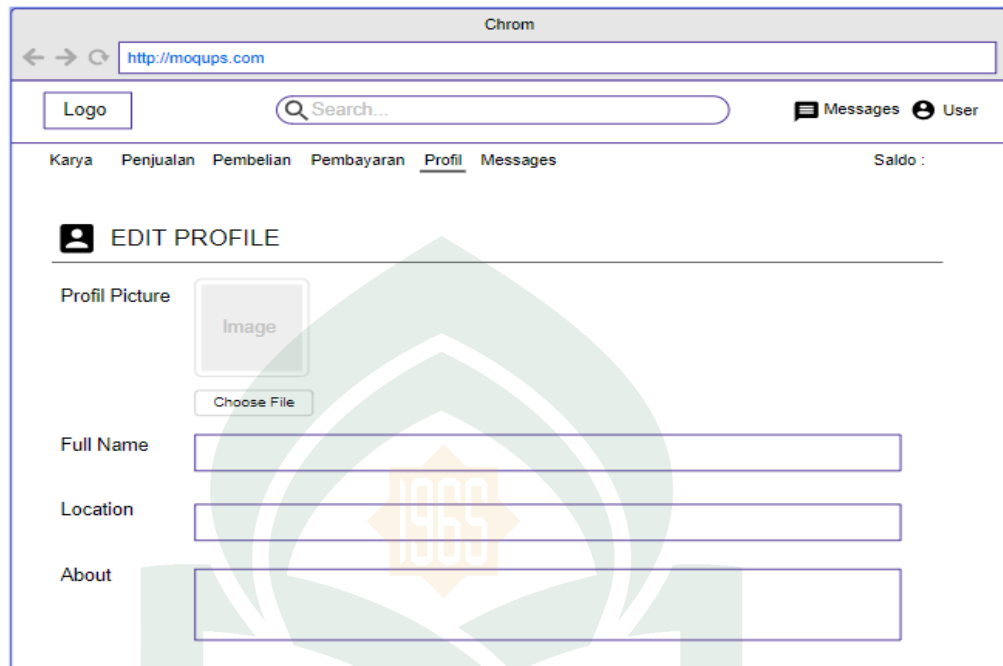 Chrom
http://moqups.com
Logo Search... Messages User
Karya Penjualan Pembelian Pembayaran Profil Messages Saldo :
EDIT PROFILE
Profil Picture
Image
Choose File
Full Name
Location
1965
About